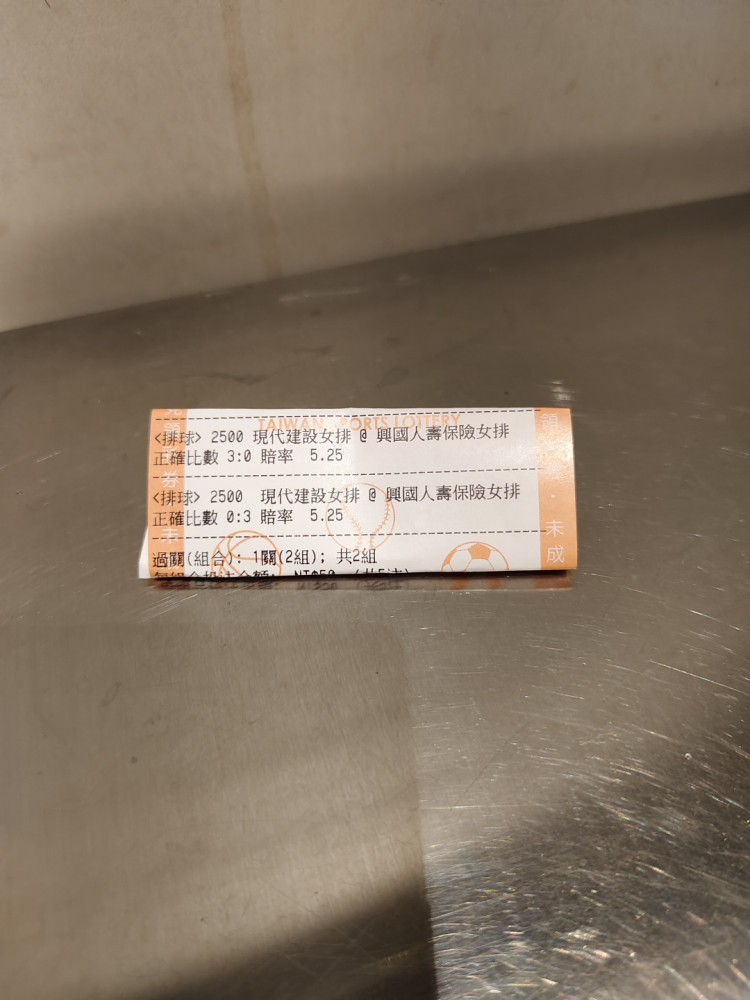 TAIWAN SPORTS LOTTERY
<排球> 2500 現代建設女排 @ 興國人壽保險女排
正確比數 3:0 賠率 5.25
<排球> 2500 現代建設女排 @ 興國人壽保險女排
正確比數 0:3 賠率 5.25
過關(組合): 1關(2組); 共2組
未成